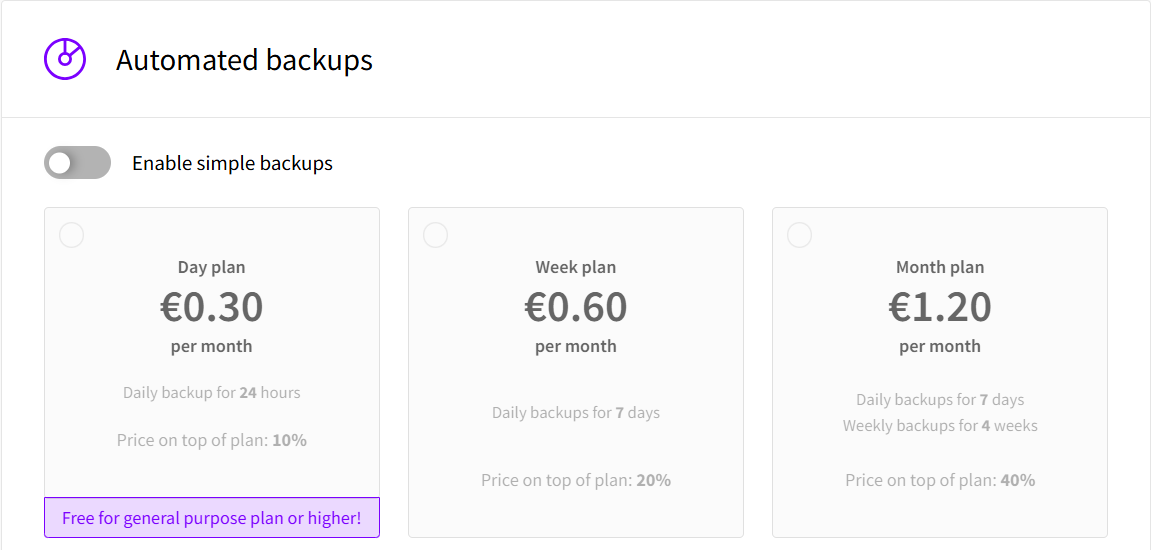 Automated backups
Enable simple backups
Day plan
€0.30
per month
Daily backup for 24 hours
Price on top of plan: 10%
Free for general purpose plan or higher!
Week plan
€0.60
per month
Daily backups for 7 days
Price on top of plan: 20%
Month plan
€1.20
per month
Daily backups for 7 days
Weekly backups for 4 weeks
Price on top of plan: 40%